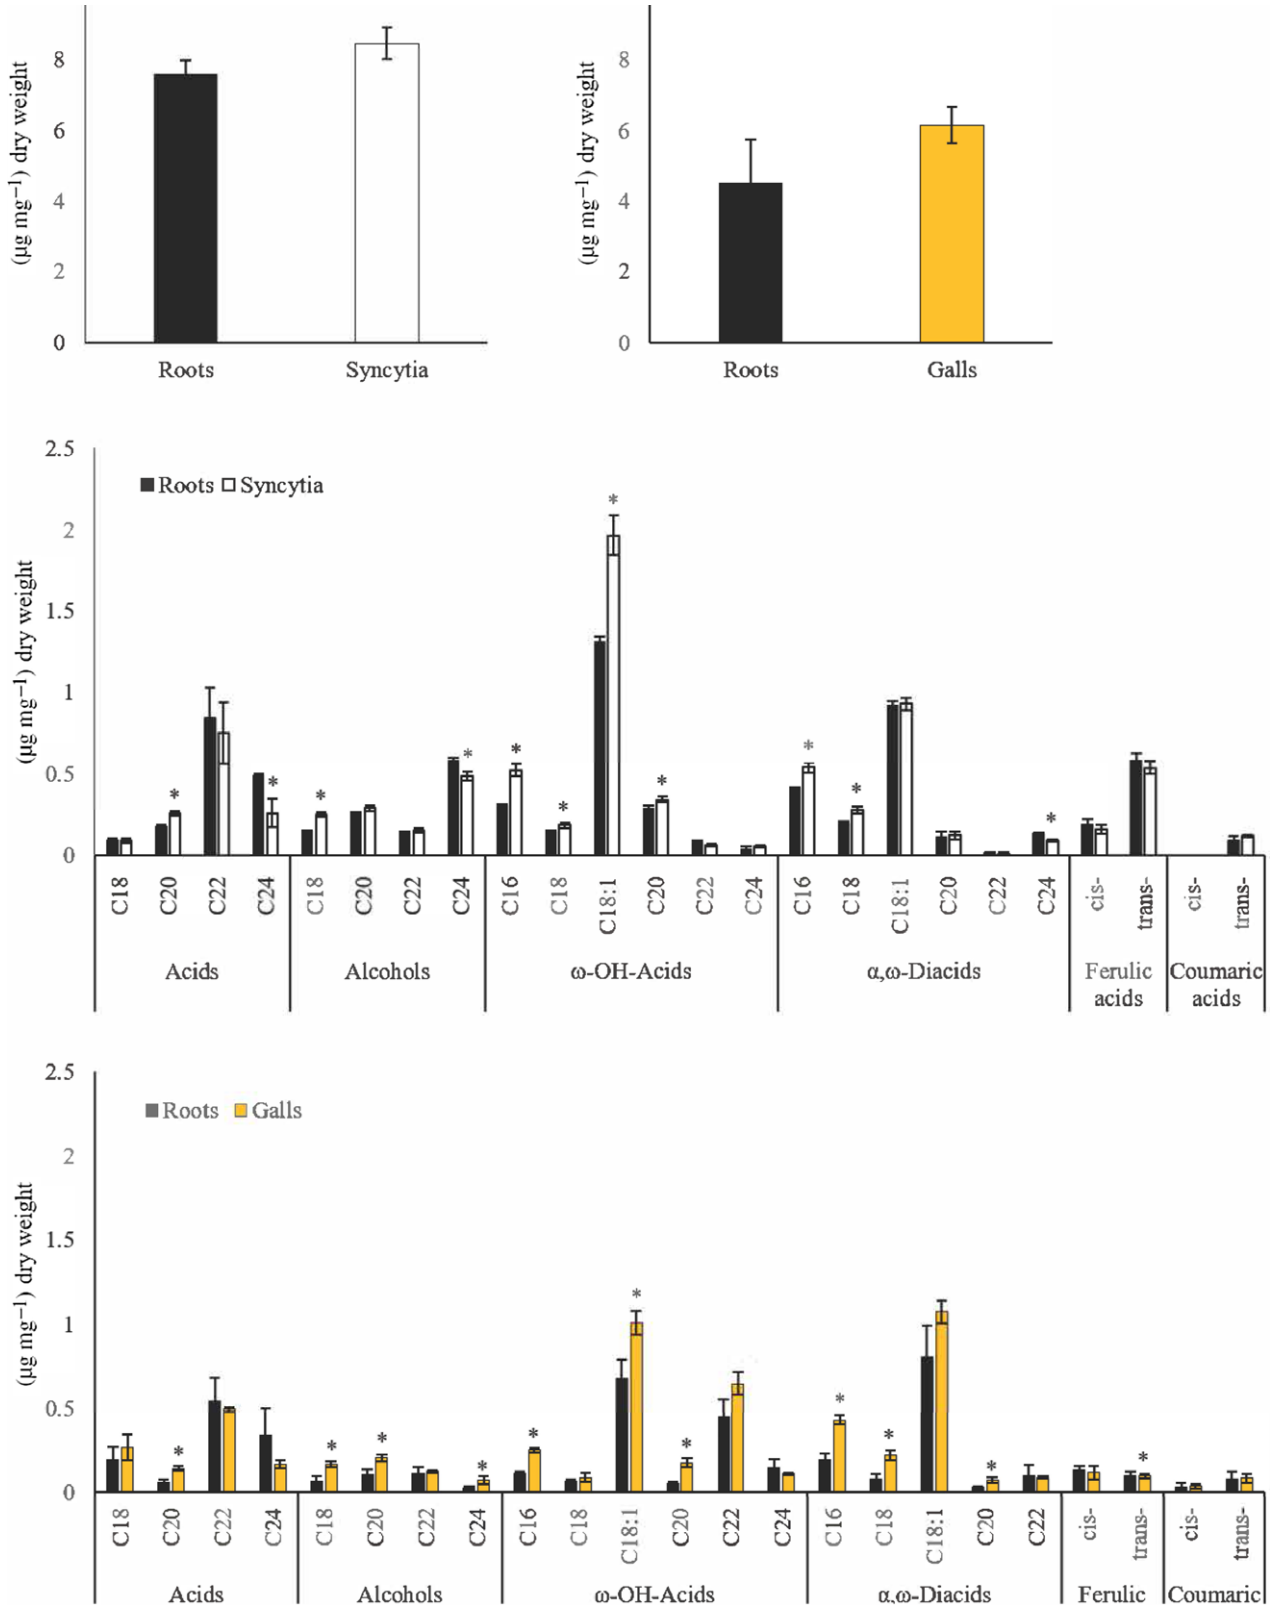 (µg mg⁻¹) dry weight
8
6
4
2
0
Roots Syncytia
(µg mg⁻¹) dry weight
8
6
4
2
0
Roots Galls
(µg mg⁻¹) dry weight
2.5
2
1.5
1
0.5
0
Roots Syncytia
* * * * * * * * * * * *
C18 C20 C22 C24 C18 C20 C22 C24 C16 C18 C18:1 C20 C22 C24 C16 C18 C18:1 C20 C22 C24 cis- trans- cis- trans-
Acids Alcohols ω-OH-Acids α,ω-Diacids Ferulic Coumaric
acids acids
(µg mg⁻¹) dry weight
2.5
2
1.5
1
0.5
0
Roots Galls
* * * * * * * * * * *
C18 C20 C22 C24 C18 C20 C22 C24 C16 C18 C18:1 C20 C22 C24 C16 C18 C18:1 C20 C22 cis- trans- cis- trans-
Acids Alcohols ω-OH-Acids α,ω-Diacids Ferulic Coumaric